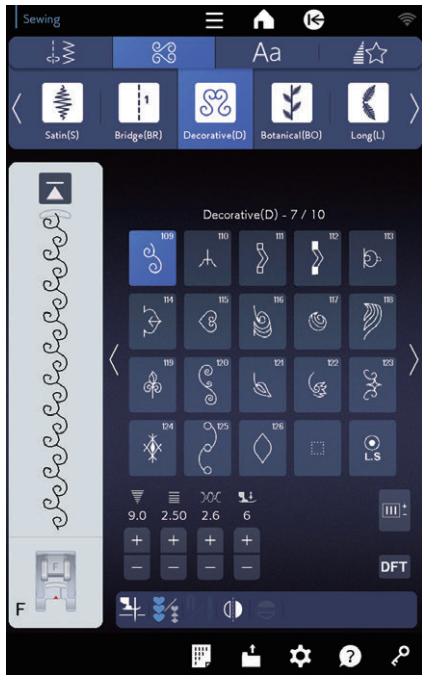 Sewing
Aa
1
Satin(S) Bridge(BR) Decorative(D) Botanical(BO) Long(L)
Decorative(D) - 7 / 10
109 110 111 112 113
114 115 116 117 118
119 120 121 122 123
124 125 126
L.S
9.0 2.50 2.6 6
+ + + +
− − − −
DFT
F
F
?